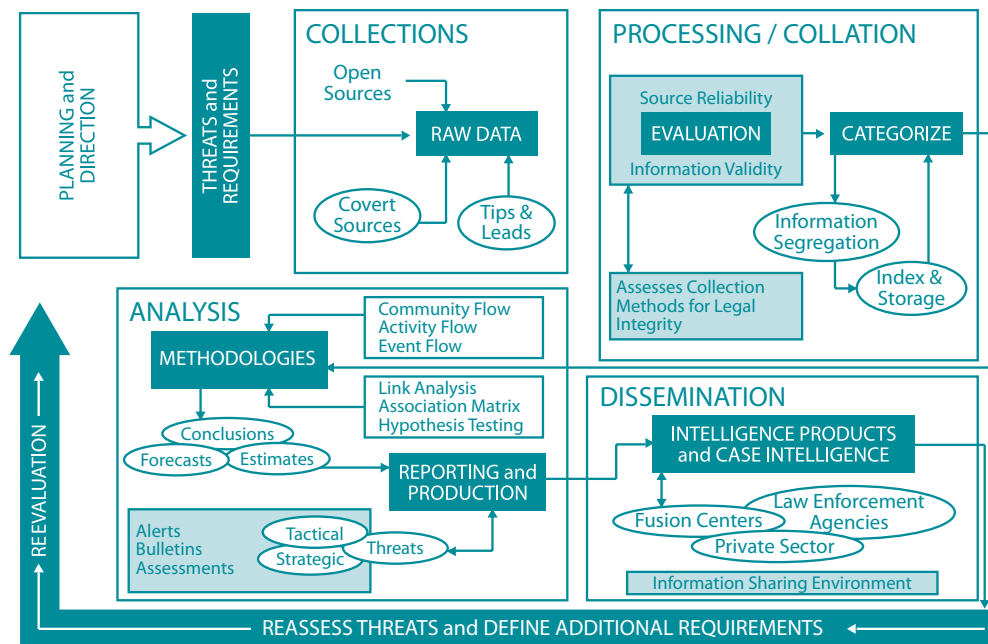 PLANNING and
DIRECTION
THREATS and
REQUIREMENTS
COLLECTIONS
Open
Sources
RAW DATA
Covert
Sources
Tips &
Leads
PROCESSING / COLLATION
Source Reliability
EVALUATION
Information Validity
CATEGORIZE
Information
Segregation
Index &
Storage
Assesses Collection
Methods for Legal
Integrity
ANALYSIS
Community Flow
Activity Flow
Event Flow
METHODOLOGIES
Link Analysis
Association Matrix
Hypothesis Testing
Conclusions
Forecasts
Estimates
REPORTING and
PRODUCTION
Alerts
Bulletins
Assessments
Tactical
Strategic
Threats
DISSEMINATION
INTELLIGENCE PRODUCTS
and CASE INTELLIGENCE
Fusion Centers
Law Enforcement
Agencies
Private Sector
Information Sharing Environment
REEVALUATION
REASSESS THREATS and DEFINE ADDITIONAL REQUIREMENTS